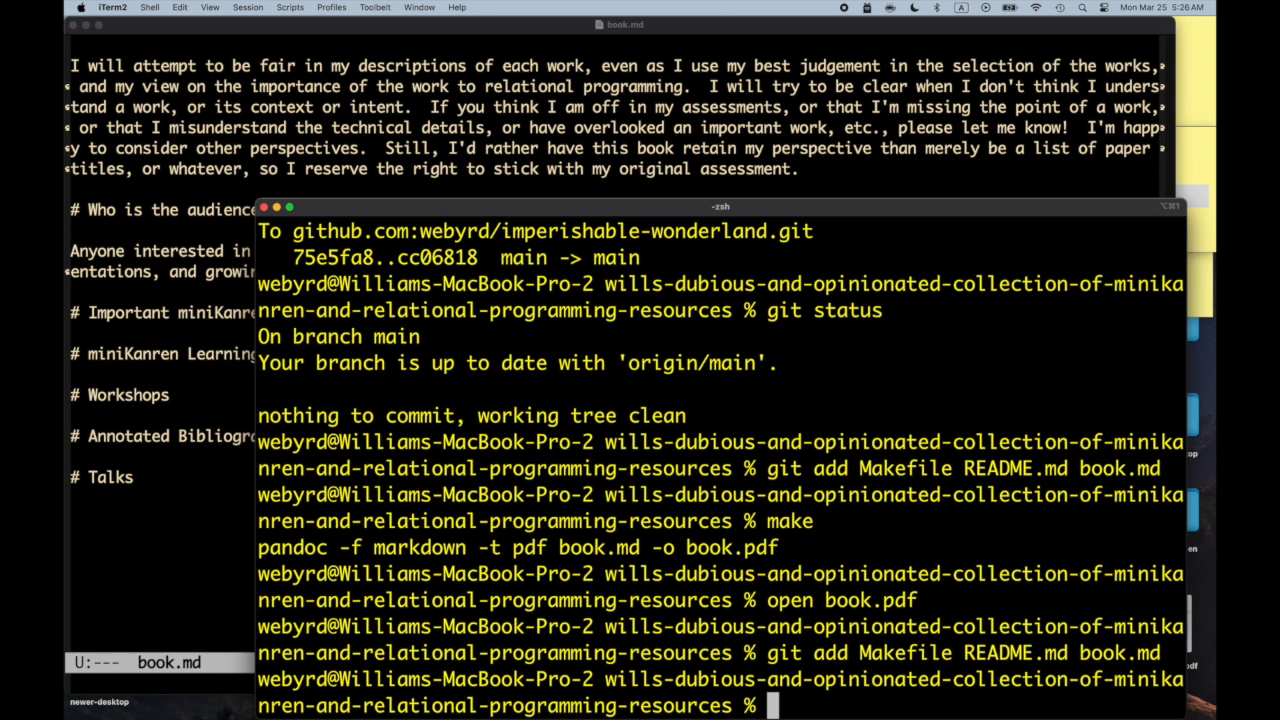 iTerm2 Shell Edit View Session Scripts Profiles Toolbelt Window Help A Mon Mar 25 5:26 AM
book.md
I will attempt to be fair in my descriptions of each work, even as I use my best judgement in the selection of the works,
and my view on the importance of the work to relational programming.  I will try to be clear when I don't think I unders
tand a work, or its context or intent.  If you think I am off in my assessments, or that I'm missing the point of a work,
or that I misunderstand the technical details, or have overlooked an important work, etc., please let me know!  I'm happ
y to consider other perspectives.  Still, I'd rather have this book retain my perspective than merely be a list of paper
titles, or whatever, so I reserve the right to stick with my original assessment.
# Who is the audience
Anyone interested in
entations, and growin
# Important miniKanre
# miniKanren Learning
# Workshops
# Annotated Bibliogra
# Talks
U:---  book.md
newer-desktop
-zsh
⌥⌘1
To github.com:webyrd/imperishable-wonderland.git
   75e5fa8..cc06818  main -> main
webyrd@Williams-MacBook-Pro-2 wills-dubious-and-opinionated-collection-of-minika
nren-and-relational-programming-resources % git status
On branch main
Your branch is up to date with 'origin/main'.
nothing to commit, working tree clean
webyrd@Williams-MacBook-Pro-2 wills-dubious-and-opinionated-collection-of-minika
nren-and-relational-programming-resources % git add Makefile README.md book.md
webyrd@Williams-MacBook-Pro-2 wills-dubious-and-opinionated-collection-of-minika
nren-and-relational-programming-resources % make
pandoc -f markdown -t pdf book.md -o book.pdf
webyrd@Williams-MacBook-Pro-2 wills-dubious-and-opinionated-collection-of-minika
nren-and-relational-programming-resources % open book.pdf
webyrd@Williams-MacBook-Pro-2 wills-dubious-and-opinionated-collection-of-minika
nren-and-relational-programming-resources % git add Makefile README.md book.md
webyrd@Williams-MacBook-Pro-2 wills-dubious-and-opinionated-collection-of-minika
nren-and-relational-programming-resources %
top
en
pdf